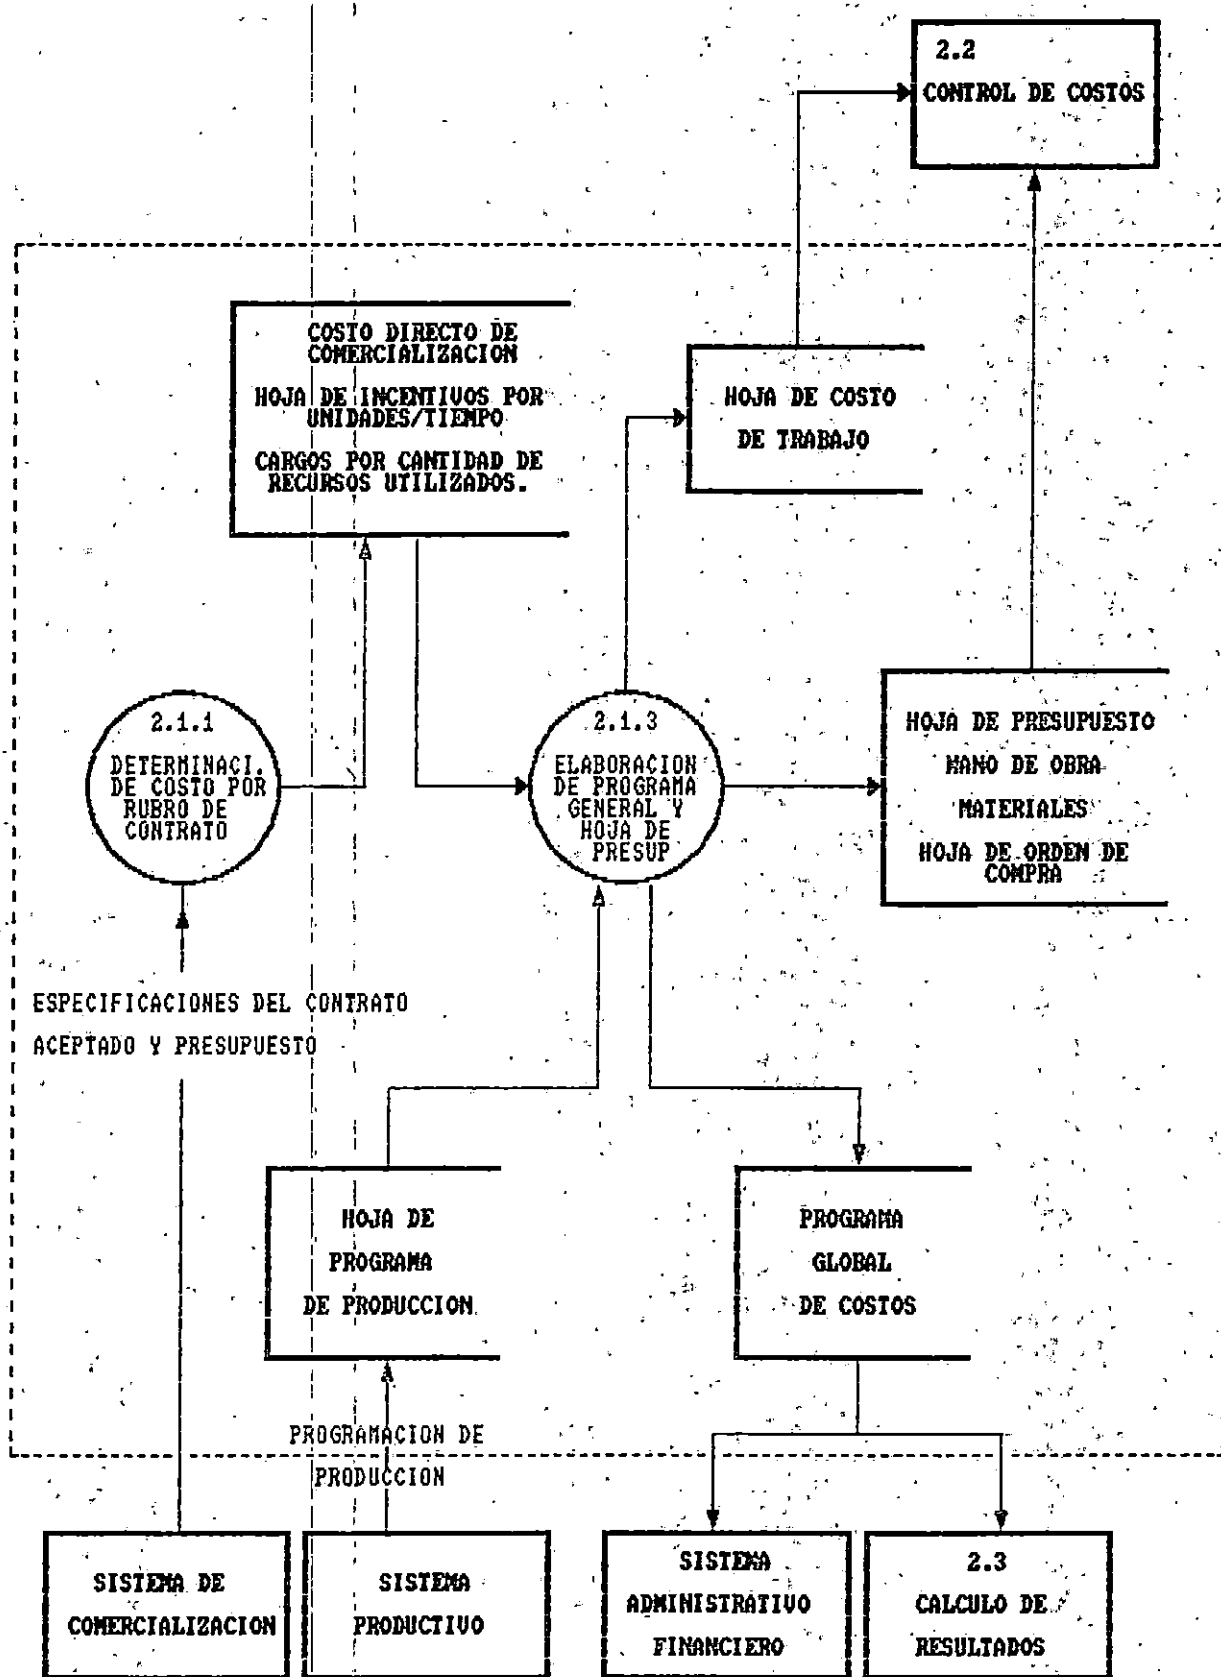 2.2
CONTROL DE COSTOS
COSTO DIRECTO DE
COMERCIALIZACION
HOJA DE INCENTIVOS POR
UNIDADES/TIEMPO
CARGOS POR CANTIDAD DE
RECURSOS UTILIZADOS.
HOJA DE COSTO
DE TRABAJO
2.1.1
DETERMINACI.
DE COSTO POR
RUBRO DE
CONTRATO
2.1.3
ELABORACION
DE PROGRAMA
GENERAL Y
HOJA DE
PRESUP
HOJA DE PRESUPUESTO
MANO DE OBRA
MATERIALES
HOJA DE ORDEN DE
COMPRA
ESPECIFICACIONES DEL CONTRATO
ACEPTADO Y PRESUPUESTO
HOJA DE
PROGRAMA
DE PRODUCCION
PROGRAMA
GLOBAL
DE COSTOS
PROGRAMACION DE
PRODUCCION
SISTEMA DE
COMERCIALIZACION
SISTEMA
PRODUCTIVO
SISTEMA
ADMINISTRATIVO
FINANCIERO
2.3
CALCULO DE
RESULTADOS